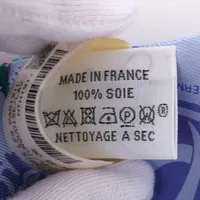 MADE IN FRANCE
100% SOIE
NETTOYAGE A SEC